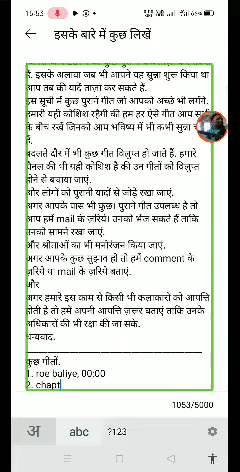 15:53
इसके बारे में कुछ लिखें
है. इसके अलावा जब भी आपने यह सुन्ना शुरू किया था
आप तब की यादें ताज़ा कर सकते हैं.
इस सूची में कुछ पुराने गीत जो आपको अच्छे भी लगेंगे.
हमारी यही कोशिश रहेगी की हम हर ऐसे गीत आप
के बीच रखें जिनको आप भविष्य में भी कभी सुन्ना
हैं.
बदलते दौर में भी कुछ गीत विलुप्त हो जाते हैं. हमारे
चैनल की भी यही कोशिश है की उन गीतों को विलुप्त
होने से बचाया जाएं.
और लोगों को पुरानी यादों से जोड़े रखा जाएं.
अगर आपके पास भी कुछ। पुराने गीत उपलब्ध है तो
आप हमें mail के ज़रिये। उनको भेज सकते हैं ताकि
उनको सामने रखा जाएं.
और श्रोताओं का भी मनोरंजन किया जाएं.
अगर आपके कुछ सुझाव हो तो हमें comment के
ज़रिये या mail के ज़रिये बताएं.
और
अगर हमारे इस काम से किसी भी कलाकारों को आपत्ति
होती है तो हमें अपनी आपत्ति ज़रूर बताएं ताकि उनके
अधिकारों की भी रक्षा की जा सके.
धन्यवाद.
कुछ गीतों.
1. roe baliye, 00:00
2. chapt
1053/5000
अ abc ?123